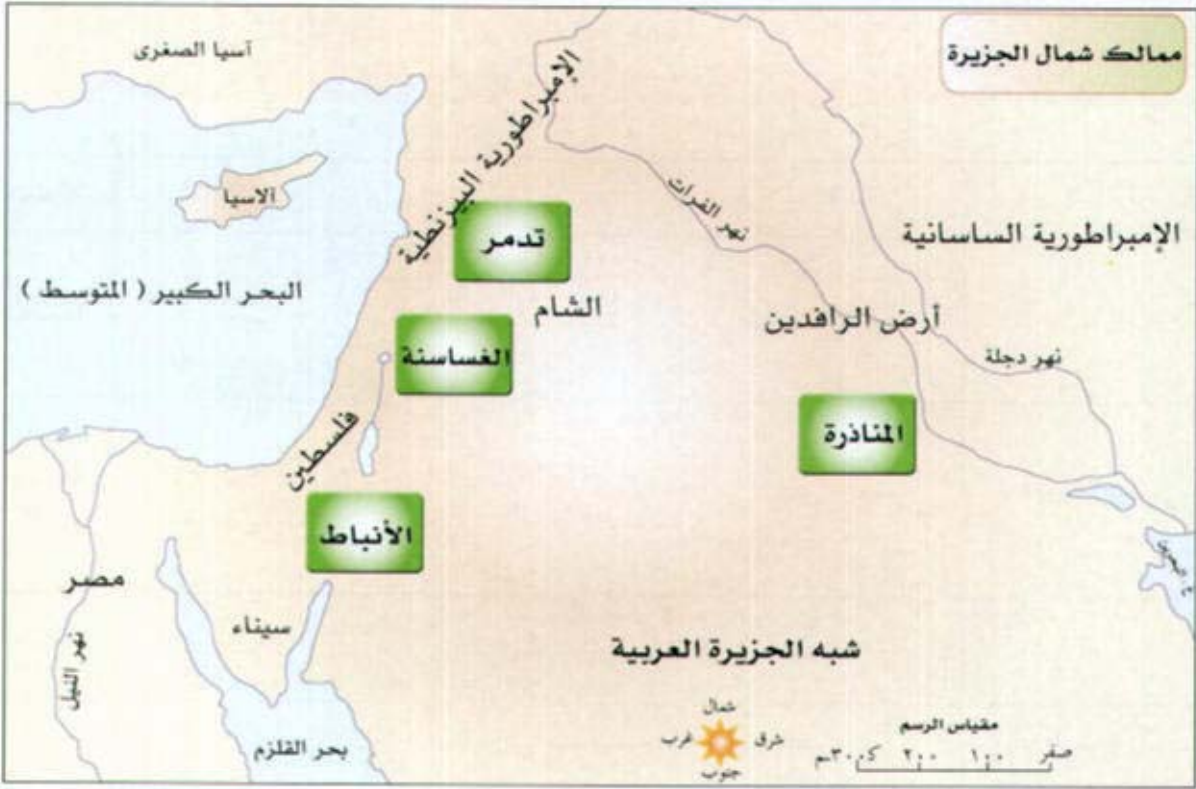 ممالك شمال الجزيرة
آسيا الصغرى
الإمبراطورية البيزنطية
الاسيا
نهر الفرات
تدمر
الإمبراطورية الساسانية
البحر الكبير ( المتوسط )
الشام
أرض الرافدين
الغساسنة
نهر دجلة
المناذرة
فلسطين
الأنباط
خ البحرين
مصر
سيناء
نهر النيل
شبه الجزيرة العربية
بحر القلزم
شمال
شرق
غرب
جنوب
مقياس الرسم
صفر ١٠٠ ٢٠٠ ٣٠٠كم